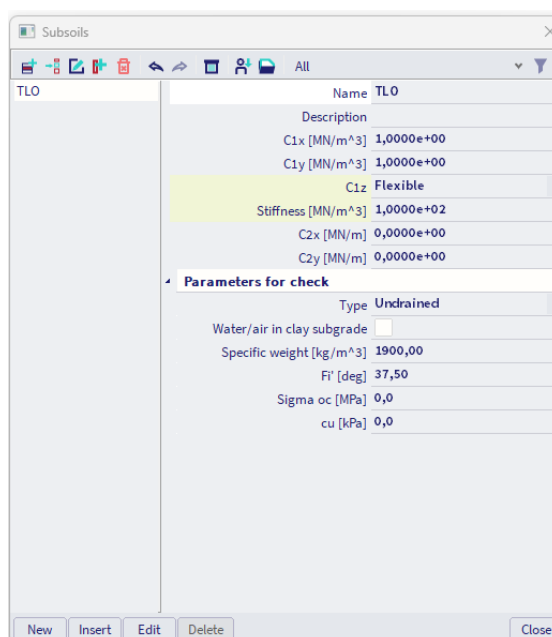 Subsoils
All
TLO
Name TLO
Description
C1x [MN/m^3] 1,0000e+00
C1y [MN/m^3] 1,0000e+00
C1z Flexible
Stiffness [MN/m^3] 1,0000e+02
C2x [MN/m] 0,0000e+00
C2y [MN/m] 0,0000e+00
Parameters for check
Type Undrained
Water/air in clay subgrade
Specific weight [kg/m^3] 1900,00
Fi' [deg] 37,50
Sigma oc [MPa] 0,0
cu [kPa] 0,0
New Insert Edit Delete Close